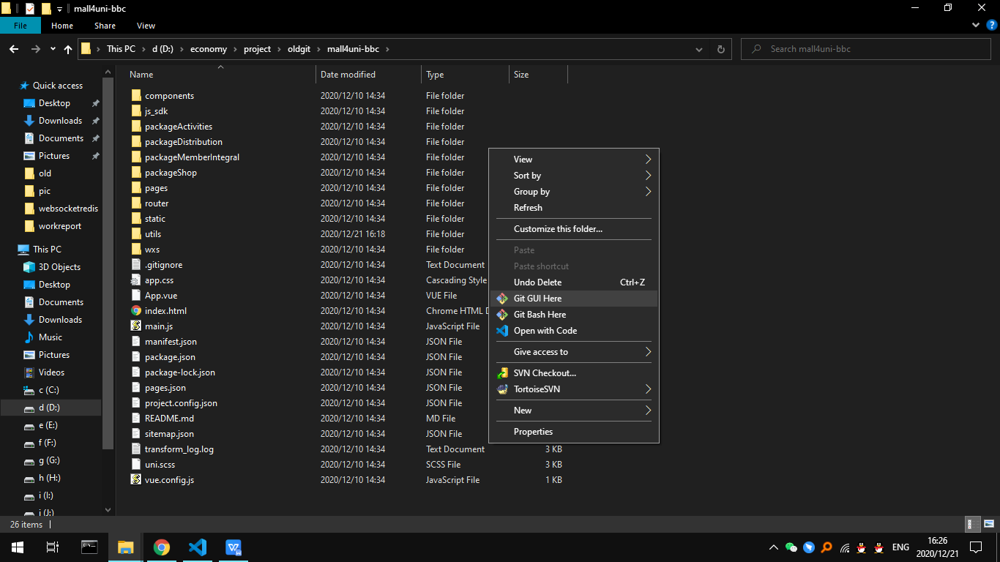 mall4uni-bbc
File Home Share View
This PC d (D:) economy project oldgit mall4uni-bbc
Search mall4uni-bbc
Name Date modified Type Size
Quick access
Desktop
Downloads
Documents
Pictures
old
pic
websocketredis
workreport
This PC
3D Objects
Desktop
Documents
Downloads
Music
Pictures
Videos
c (C:)
d (D:)
e (E:)
f (F:)
g (G:)
h (H:)
i (I:)
j (J:)
components 2020/12/10 14:34 File folder
js_sdk 2020/12/10 14:34 File folder
packageActivities 2020/12/10 14:34 File folder
packageDistribution 2020/12/10 14:34 File folder
packageMemberIntegral 2020/12/10 14:34 File folder
packageShop 2020/12/10 14:34 File folder
pages 2020/12/10 14:34 File folder
router 2020/12/10 14:34 File folder
static 2020/12/10 14:34 File folder
utils 2020/12/21 16:18 File folder
wxs 2020/12/10 14:34 File folder
.gitignore 2020/12/10 14:34 Text Document
app.css 2020/12/10 14:34 Cascading Style
App.vue 2020/12/10 14:34 VUE File
index.html 2020/12/10 14:34 Chrome HTML D
main.js 2020/12/10 14:34 JavaScript File
manifest.json 2020/12/10 14:34 JSON File
package.json 2020/12/10 14:34 JSON File
package-lock.json 2020/12/10 14:34 JSON File
pages.json 2020/12/10 14:34 JSON File
project.config.json 2020/12/10 14:34 JSON File
README.md 2020/12/10 14:34 MD File
sitemap.json 2020/12/10 14:34 JSON File
transform_log.log 2020/12/10 14:34 Text Document 3 KB
uni.scss 2020/12/10 14:34 SCSS File 3 KB
vue.config.js 2020/12/10 14:34 JavaScript File 1 KB
View
Sort by
Group by
Refresh
Customize this folder...
Paste
Paste shortcut
Undo Delete Ctrl+Z
Git GUI Here
Git Bash Here
Open with Code
Give access to
SVN Checkout...
TortoiseSVN
New
Properties
26 items
ENG
16:26
2020/12/21